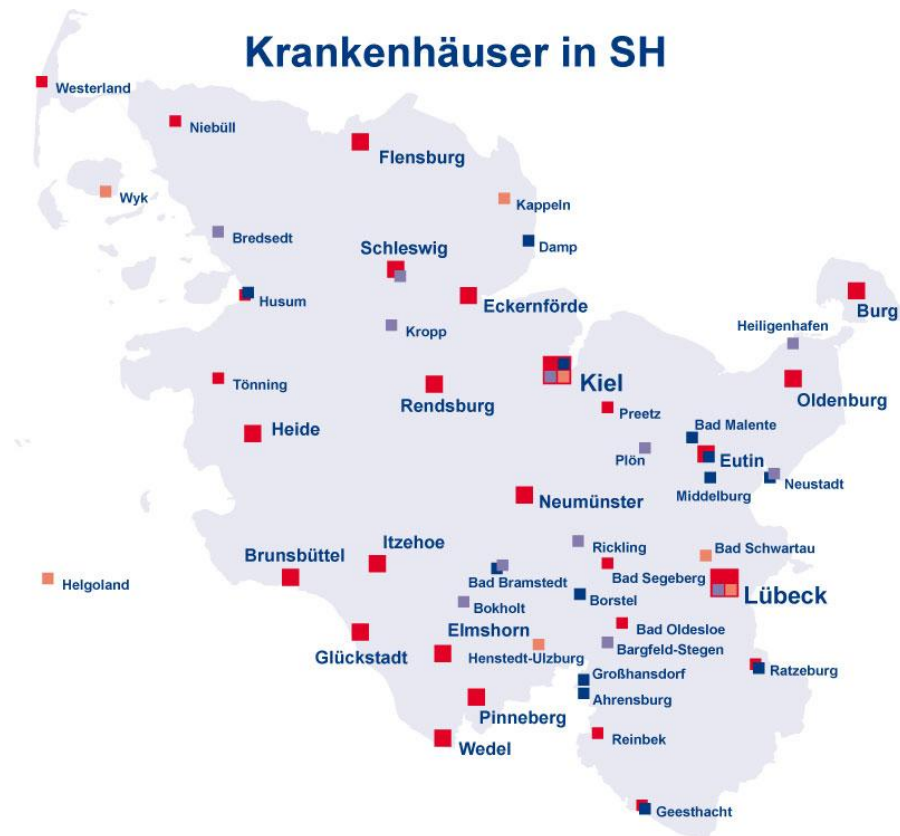 Krankenhäuser in SH
Westerland
Niebüll
Flensburg
Wyk
Kappeln
Bredsedt
Damp
Schleswig
Husum
Eckernförde
Burg
Kropp
Heiligenhafen
Tönning
Kiel
Rendsburg
Oldenburg
Preetz
Heide
Bad Malente
Plön
Eutin
Neumünster
Middelburg
Neustadt
Itzehoe
Rickling
Brunsbüttel
Bad Schwartau
Helgoland
Bad Bramstedt
Bad Segeberg
Lübeck
Bokholt
Borstel
Elmshorn
Bad Oldesloe
Glückstadt
Henstedt-Ulzburg
Bargfeld-Stegen
Großhansdorf
Ratzeburg
Ahrensburg
Pinneberg
Wedel
Reinbek
Geesthacht